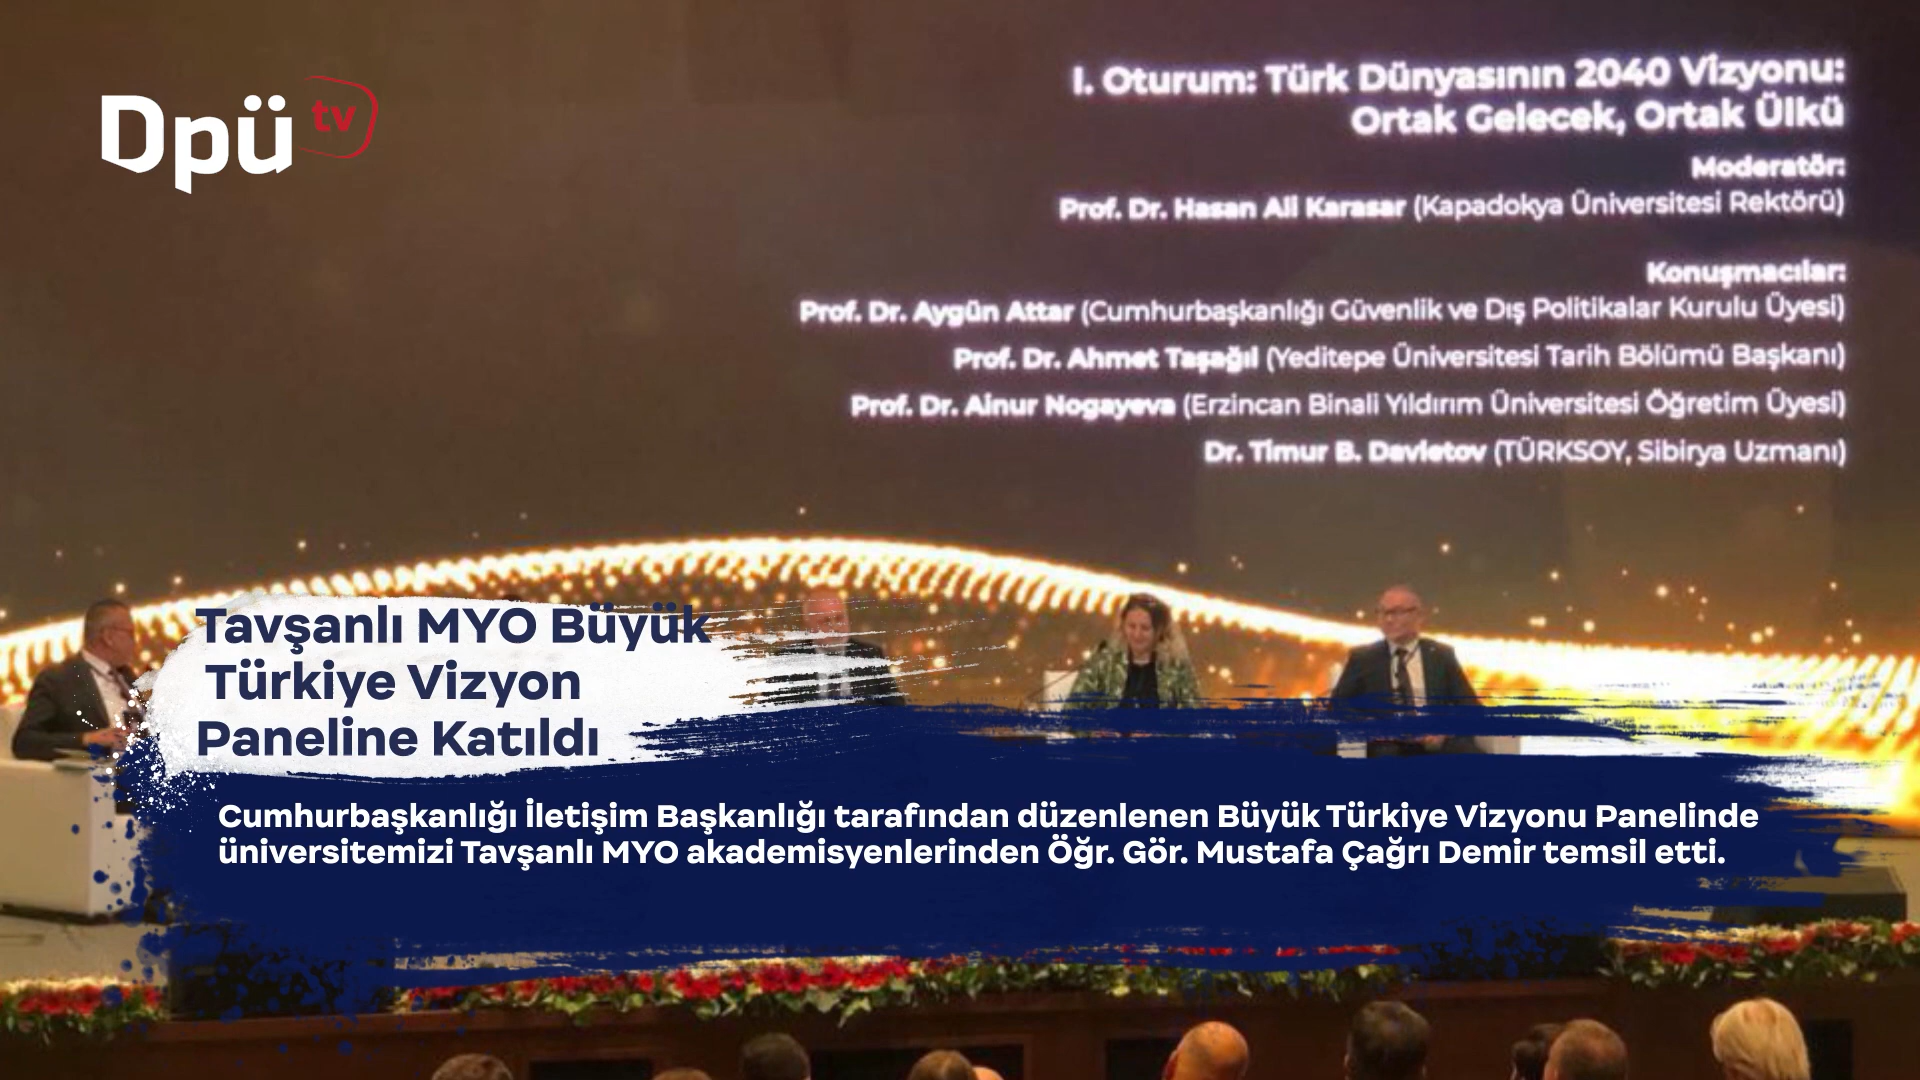 Dpü tv
I. Oturum: Türk Dünyasının 2040 Vizyonu:
Ortak Gelecek, Ortak Ülkü
Moderatör:
Prof. Dr. Hasan Ali Karasar (Kapadokya Üniversitesi Rektörü)
Konuşmacılar:
Prof. Dr. Aygün Attar (Cumhurbaşkanlığı Güvenlik ve Dış Politikalar Kurulu Üyesi)
Prof. Dr. Ahmet Taşağıl (Yeditepe Üniversitesi Tarih Bölümü Başkanı)
Prof. Dr. Ainur Nogayeva (Erzincan Binali Yıldırım Üniversitesi Öğretim Üyesi)
Dr. Timur B. Davletov (TÜRKSOY, Sibirya Uzmanı)
Tavşanlı MYO Büyük
Türkiye Vizyon
Paneline Katıldı
Cumhurbaşkanlığı İletişim Başkanlığı tarafından düzenlenen Büyük Türkiye Vizyonu Panelinde
üniversitemizi Tavşanlı MYO akademisyenlerinden Öğr. Gör. Mustafa Çağrı Demir temsil etti.